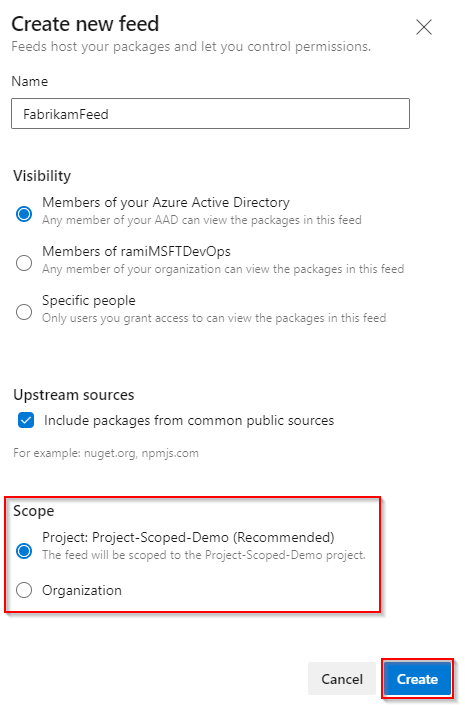 Create new feed
Feeds host your packages and let you control permissions.
Name
FabrikamFeed
Visibility
Members of your Azure Active Directory
Any member of your AAD can view the packages in this feed
Members of ramiMSFTDevOps
Any member of your organization can view the packages in this feed
Specific people
Only users you grant access to can view the packages in this feed
Upstream sources
Include packages from common public sources
For example: nuget.org, npmjs.com
Scope
Project: Project-Scoped-Demo (Recommended)
The feed will be scoped to the Project-Scoped-Demo project.
Organization
Cancel
Create